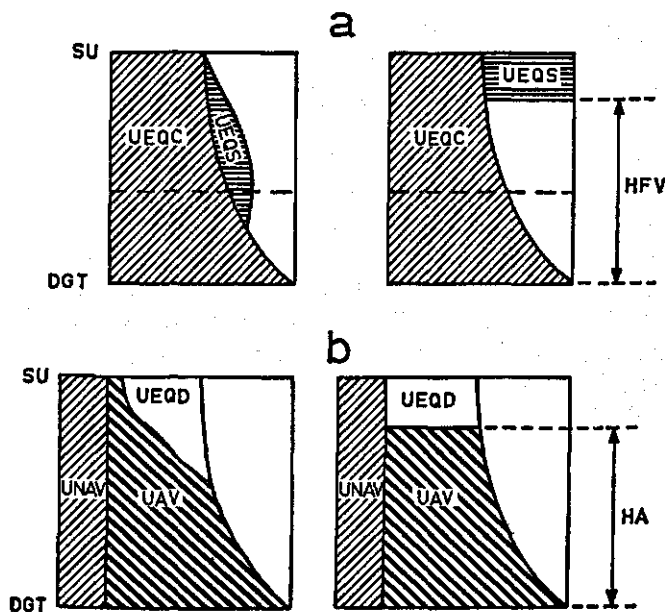 a
SU
UEQC
UEQS
DGT
UEQC
UEQS
HFV
b
SU
UNAV
UEQD
UAV
DGT
UNAV
UEQD
UAV
HA